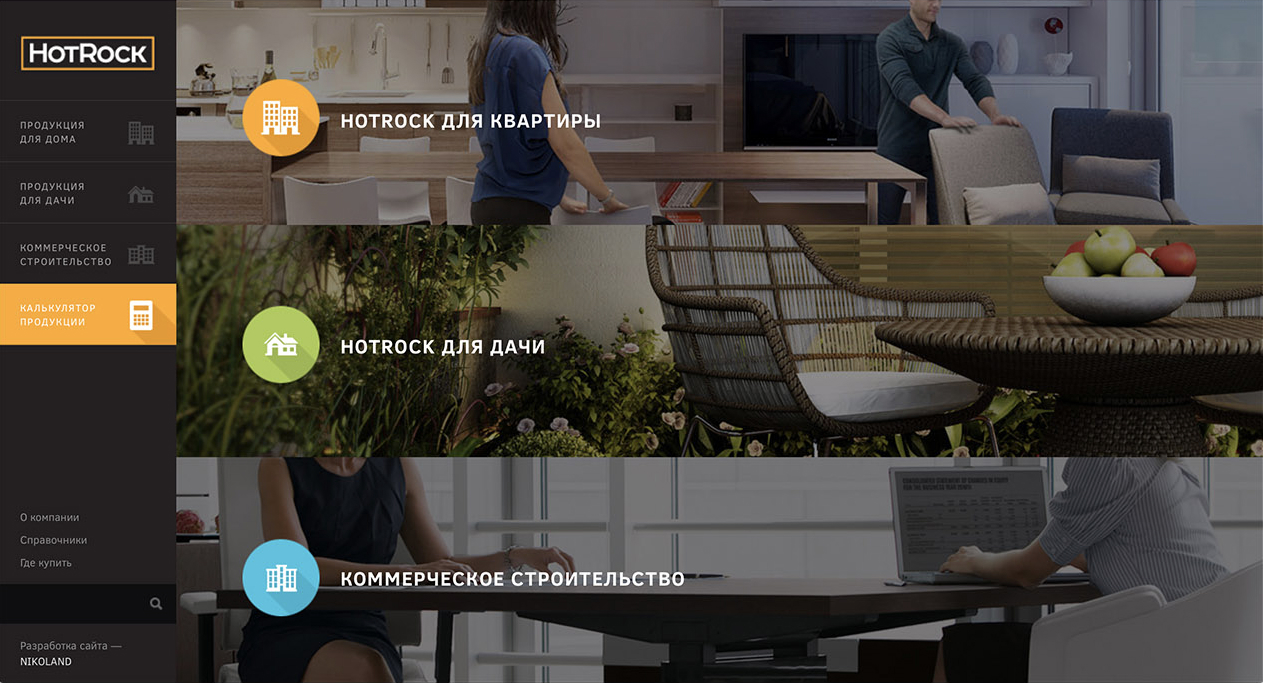 HOTROCK
ПРОДУКЦИЯ
ДЛЯ ДОМА
ПРОДУКЦИЯ
ДЛЯ ДАЧИ
КОММЕРЧЕСКОЕ
СТРОИТЕЛЬСТВО
КАЛЬКУЛЯТОР
ПРОДУКЦИИ
О компании
Справочники
Где купить
Разработка сайта —
NIKOLAND
HOTROCK ДЛЯ КВАРТИРЫ
HOTROCK ДЛЯ ДАЧИ
КОММЕРЧЕСКОЕ СТРОИТЕЛЬСТВО